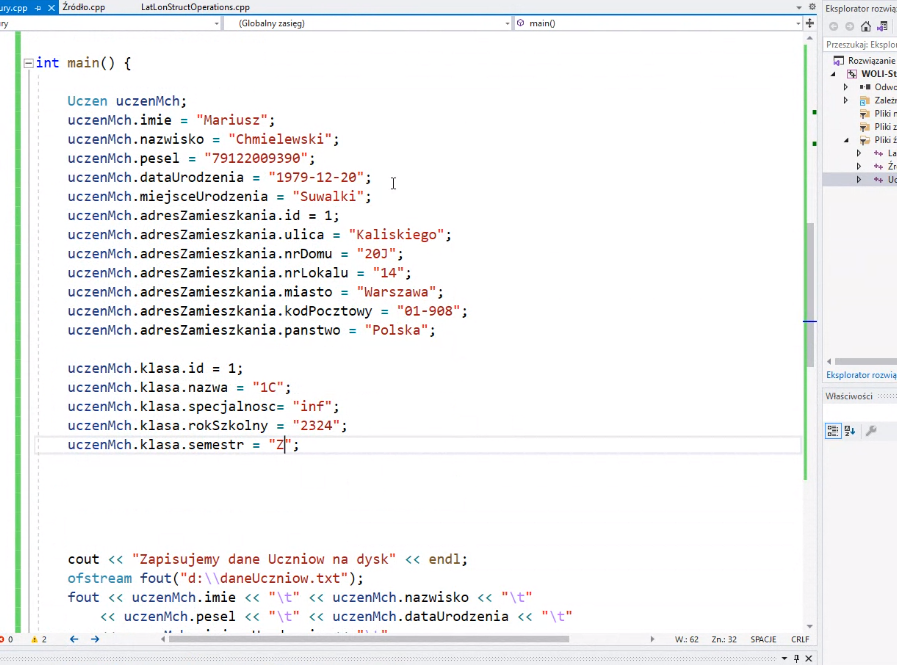 ury.cpp
Źródło.cpp
LatLonStructOperations.cpp
ry
(Globalny zasięg)
main()
int main() {
Uczen uczenMch;
uczenMch.imie = "Mariusz";
uczenMch.nazwisko = "Chmielewski";
uczenMch.pesel = "79122009390";
uczenMch.dataUrodzenia = "1979-12-20";
uczenMch.miejsceUrodzenia = "Suwalki";
uczenMch.adresZamieszkania.id = 1;
uczenMch.adresZamieszkania.ulica = "Kaliskiego";
uczenMch.adresZamieszkania.nrDomu = "20J";
uczenMch.adresZamieszkania.nrLokalu = "14";
uczenMch.adresZamieszkania.miasto = "Warszawa";
uczenMch.adresZamieszkania.kodPocztowy = "01-908";
uczenMch.adresZamieszkania.panstwo = "Polska";
uczenMch.klasa.id = 1;
uczenMch.klasa.nazwa = "1C";
uczenMch.klasa.specjalnosc= "inf";
uczenMch.klasa.rokSzkolny = "2324";
uczenMch.klasa.semestr = "Z";
cout << "Zapisujemy dane Uczniow na dysk" << endl;
ofstream fout("d:\\daneUczniow.txt");
fout << uczenMch.imie << "\t" << uczenMch.nazwisko << "\t"
<< uczenMch.pesel << "\t" << uczenMch.dataUrodzenia << "\t"
0
2
W.: 62
Zn.: 32
SPACJE
CRLF
Eksplorator rozwią
Przeszukaj: Eksplor
Rozwiązanie
WOLI-St
Odwo
Zależn
Pliki n
Pliki z
Pliki ź
La
Źr
Uc
Eksplorator rozwią
Właściwości